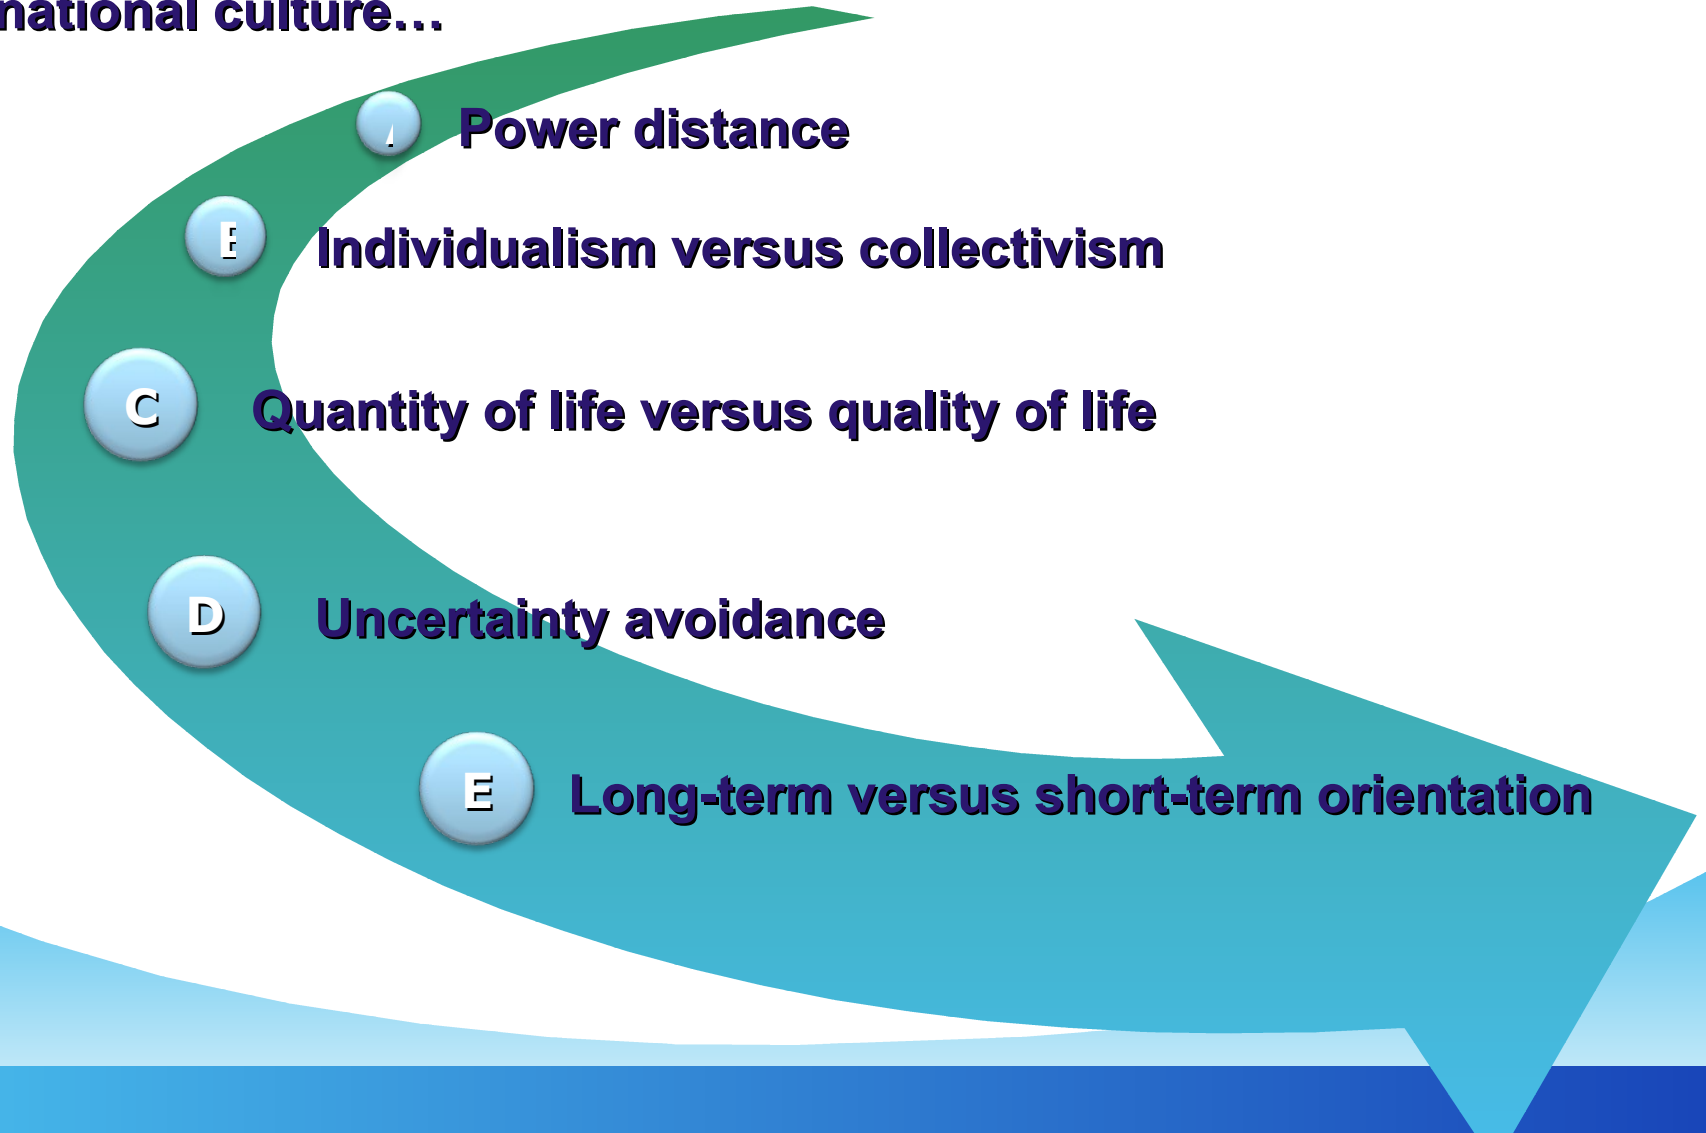 national culture…
Power distance
Individualism versus collectivism
C Quantity of life versus quality of life
D Uncertainty avoidance
E Long-term versus short-term orientation